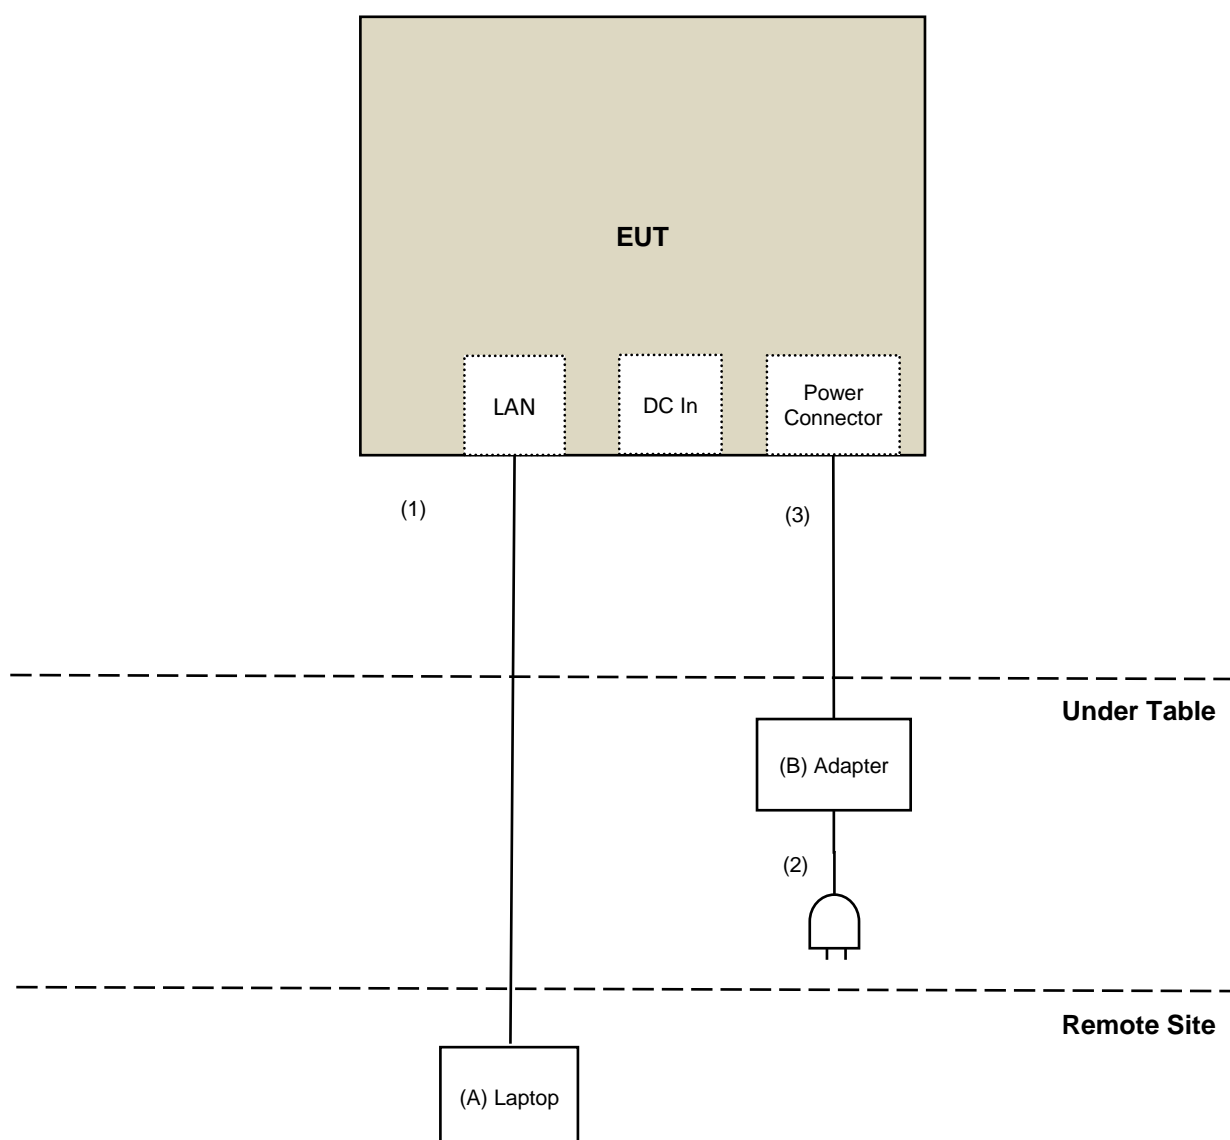 EUT
LAN
DC In
Power
Connector
(1)
(3)
Under Table
(B) Adapter
(2)
Remote Site
(A) Laptop